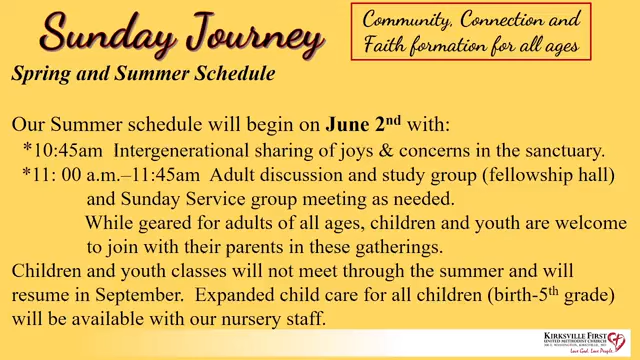 Sunday Journey
Community, Connection and
Faith formation for all ages
Spring and Summer Schedule
Our Summer schedule will begin on June 2nd with:
*10:45am Intergenerational sharing of joys & concerns in the sanctuary.
*11: 00 a.m.–11:45am Adult discussion and study group (fellowship hall)
and Sunday Service group meeting as needed.
While geared for adults of all ages, children and youth are welcome
to join with their parents in these gatherings.
Children and youth classes will not meet through the summer and will
resume in September. Expanded child care for all children (birth-5th grade)
will be available with our nursery staff.
Kirksville First
United Methodist Church
Love God, Love People.